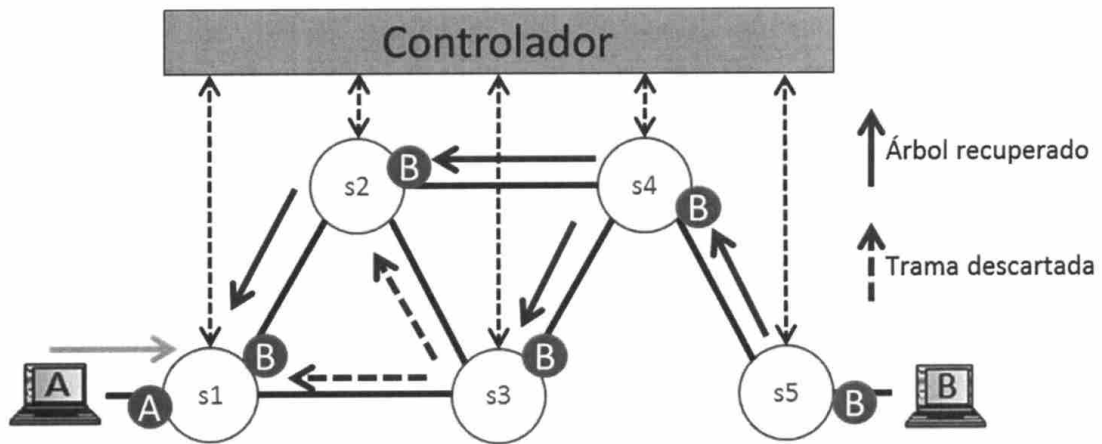 Controlador
B
s2
s4
B
Árbol recuperado
Trama descartada
A
A
s1
B
s3
B
s5
B
B